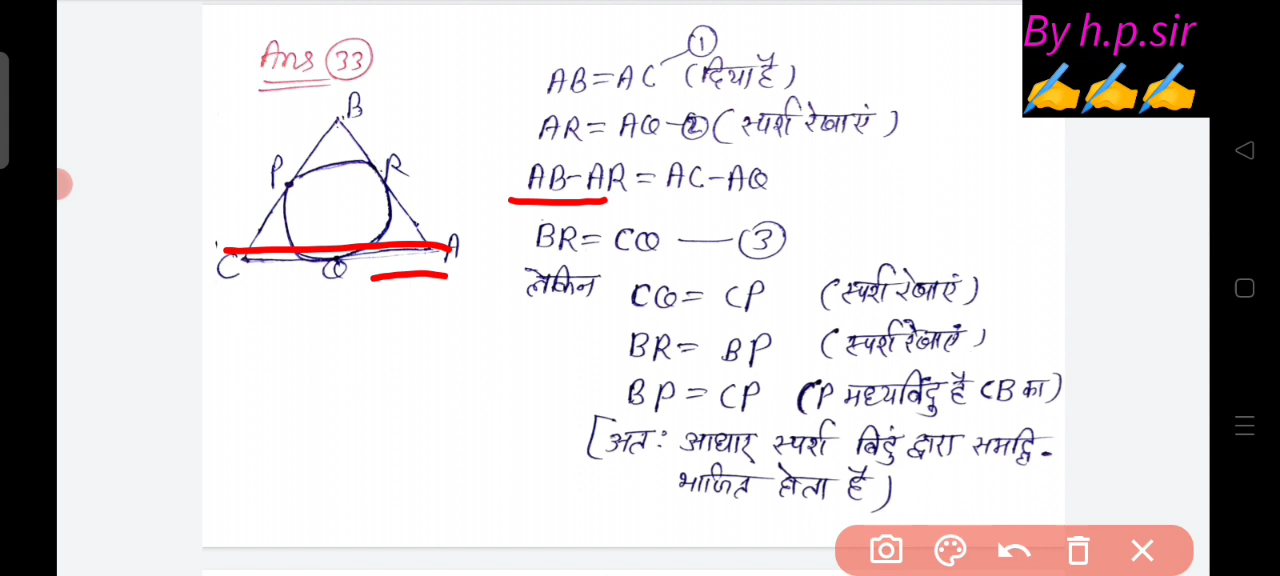 By h.p.sir
Ans 33
1
AB=AC (दिया है)
AR= AQ-2 (स्पर्श रेखाएं)
AB-AR= AC-AQ
BR= CQ — 3
लेकिन CQ= CP (स्पर्श रेखाएं)
BR= BP (स्पर्श रेखाएं)
BP=CP (P मध्यबिंदु है CB का)
[अतः आधार स्पर्श बिंदुं द्वारा समद्वि-
भाजित होता है)
B
P
R
C
Q
A